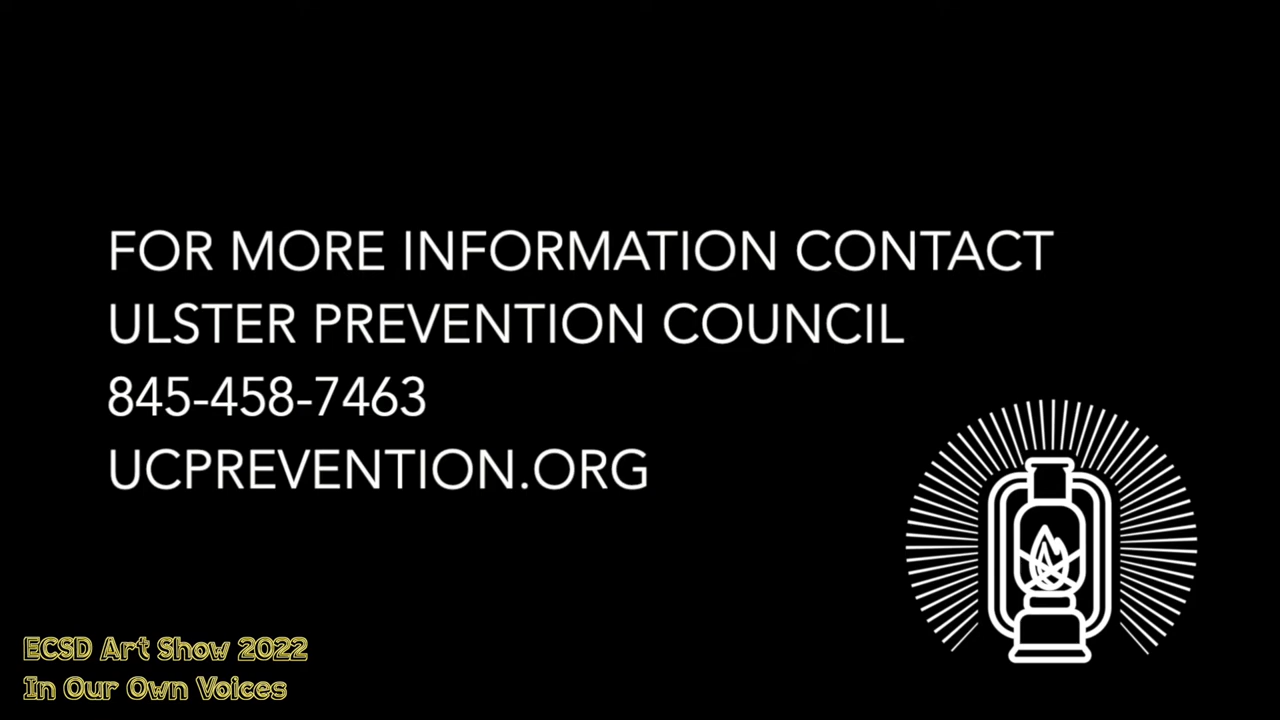 FOR MORE INFORMATION CONTACT
ULSTER PREVENTION COUNCIL
845-458-7463
UCPREVENTION.ORG
ECSD Art Show 2022
In Our Own Voices